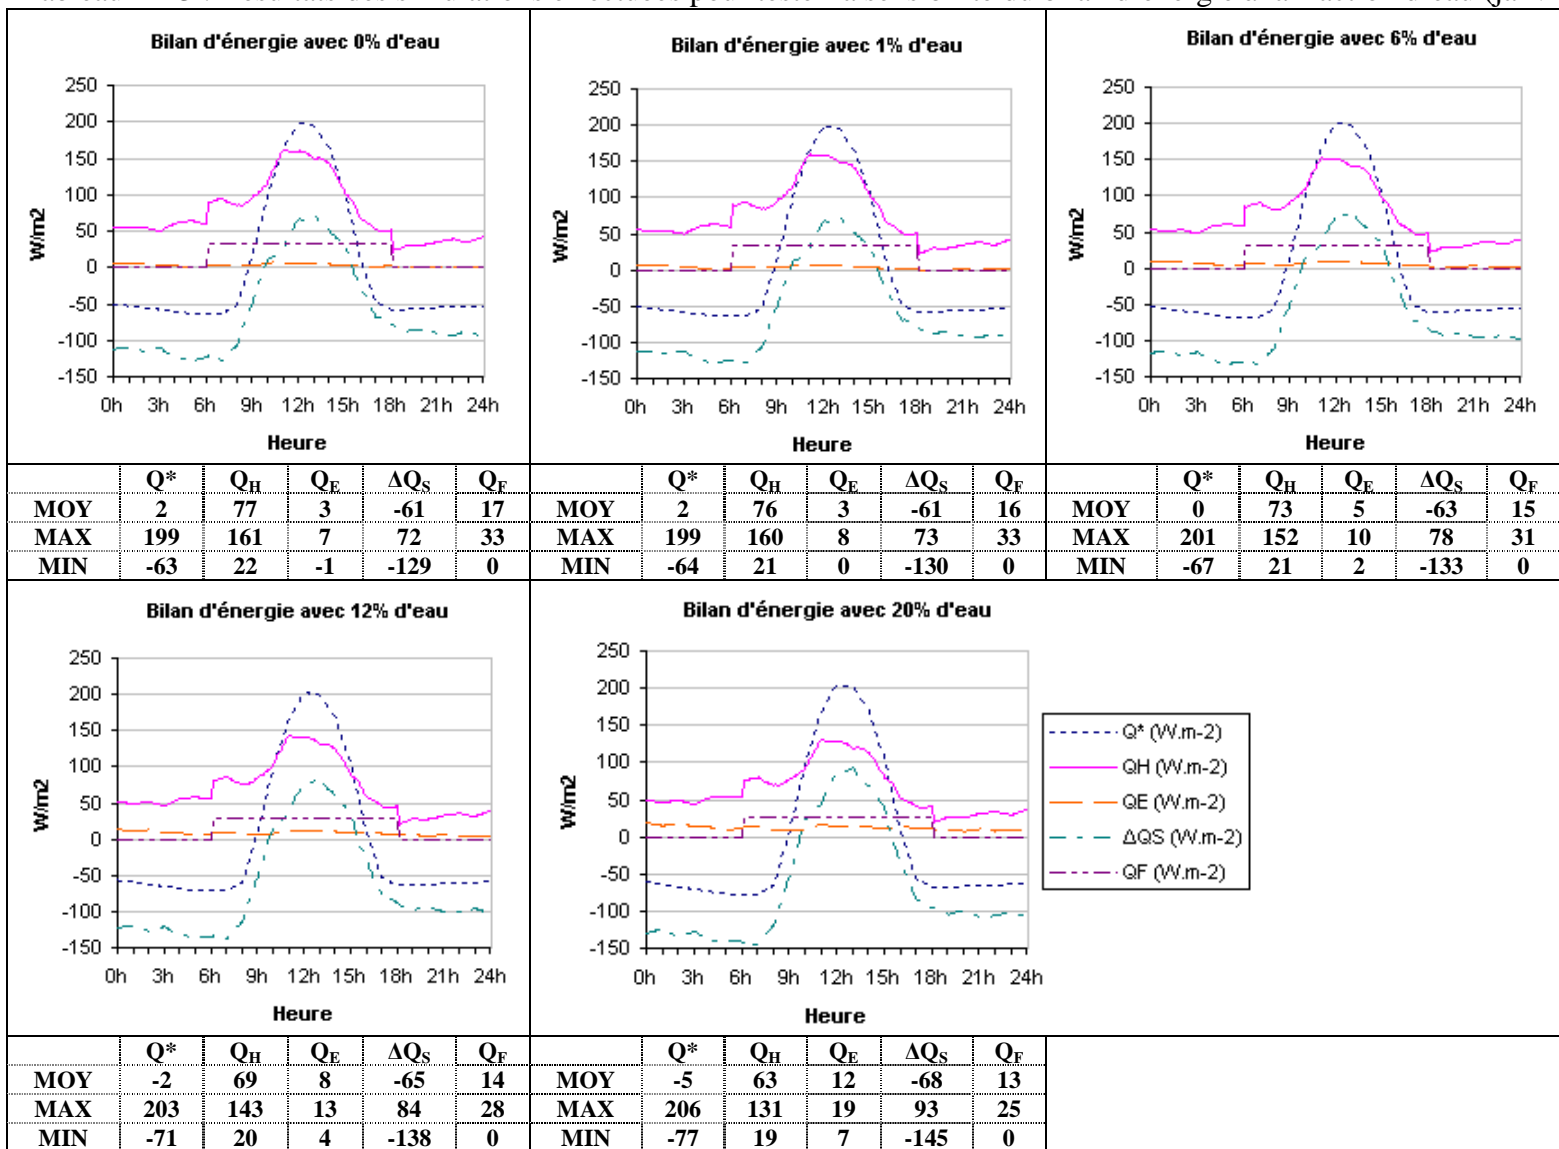 Bilan d'énergie avec 0% d'eau
250
200
150
100
50
0
-50
-100
-150
W/m2
0h 3h 6h 9h 12h 15h 18h 21h 24h
Heure
Q* QH QE ΔQS QF
MOY 2 77 3 -61 17
MAX 199 161 7 72 33
MIN -63 22 -1 -129 0
Bilan d'énergie avec 1% d'eau
250
200
150
100
50
0
-50
-100
-150
W/m2
0h 3h 6h 9h 12h 15h 18h 21h 24h
Heure
Q* QH QE ΔQS QF
MOY 2 76 3 -61 16
MAX 199 160 8 73 33
MIN -64 21 0 -130 0
Bilan d'énergie avec 6% d'eau
250
200
150
100
50
0
-50
-100
-150
W/m2
0h 3h 6h 9h 12h 15h 18h 21h 24h
Heure
Q* QH QE ΔQS QF
MOY 0 73 5 -63 15
MAX 201 152 10 78 31
MIN -67 21 2 -133 0
Bilan d'énergie avec 12% d'eau
250
200
150
100
50
0
-50
-100
-150
W/m2
0h 3h 6h 9h 12h 15h 18h 21h 24h
Heure
Q* QH QE ΔQS QF
MOY -2 69 8 -65 14
MAX 203 143 13 84 28
MIN -71 20 4 -138 0
Bilan d'énergie avec 20% d'eau
250
200
150
100
50
0
-50
-100
-150
W/m2
0h 3h 6h 9h 12h 15h 18h 21h 24h
Heure
Q* (W.m-2)
QH (W.m-2)
QE (W.m-2)
ΔQS (W.m-2)
QF (W.m-2)
Q* QH QE ΔQS QF
MOY -5 63 12 -68 13
MAX 206 131 19 93 25
MIN -77 19 7 -145 0